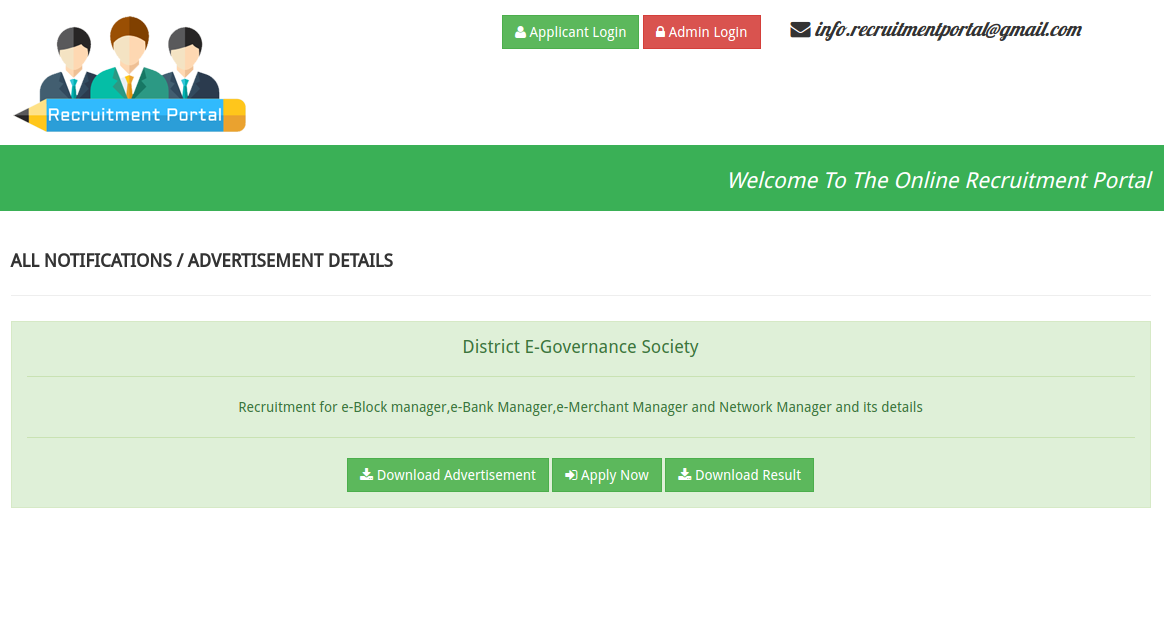 Applicant Login Admin Login info.recruitmentportal@gmail.com
Recruitment Portal
Welcome To The Online Recruitment Portal
ALL NOTIFICATIONS / ADVERTISEMENT DETAILS
District E-Governance Society
Recruitment for e-Block manager,e-Bank Manager,e-Merchant Manager and Network Manager and its details
Download Advertisement Apply Now Download Result